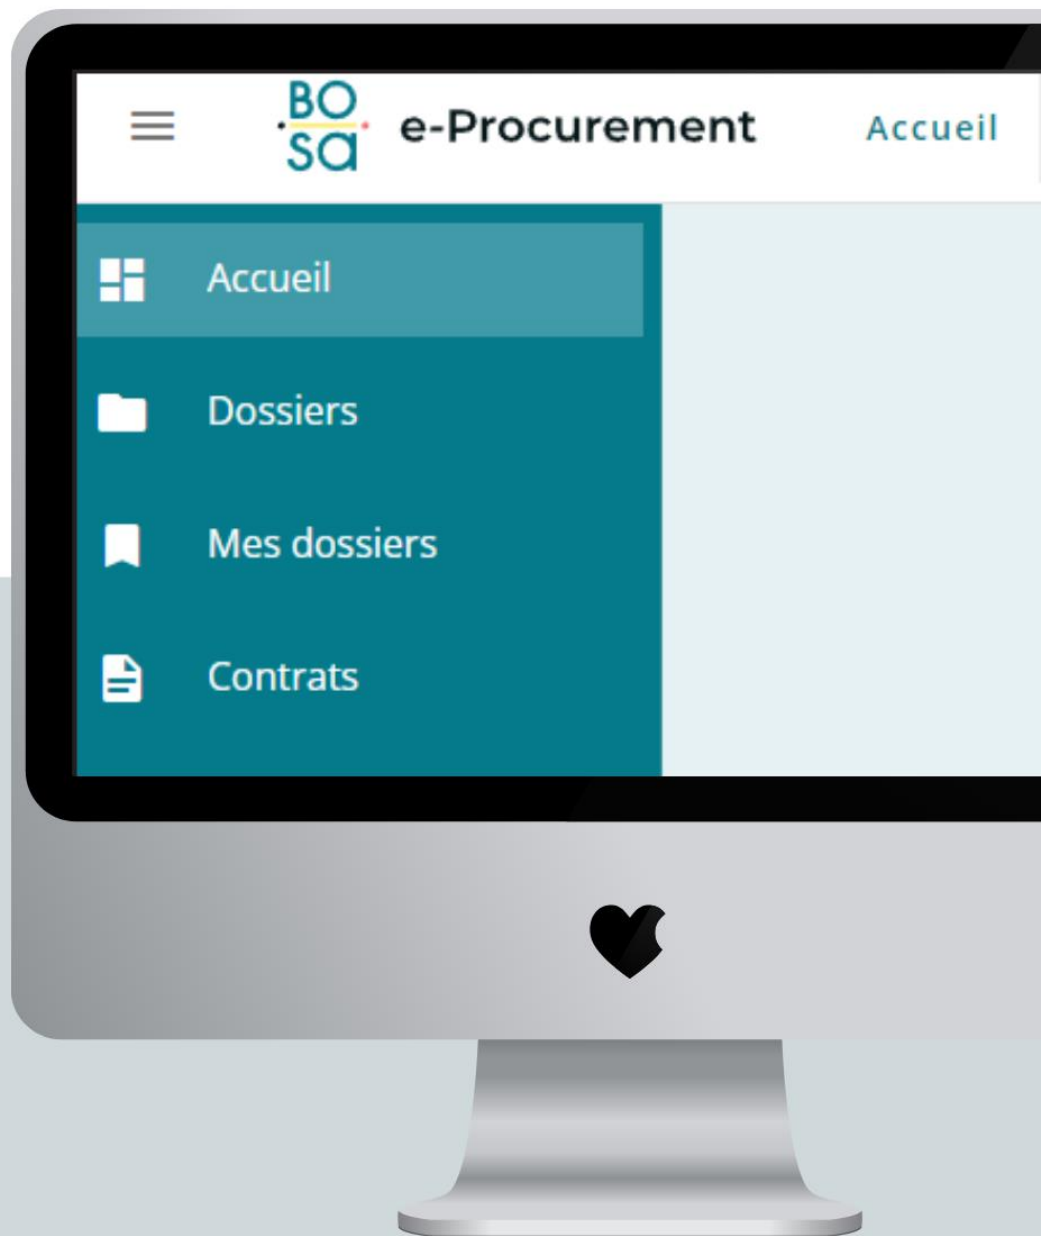 BO
sa
e-Procurement
Accueil
Accueil
Dossiers
Mes dossiers
Contrats